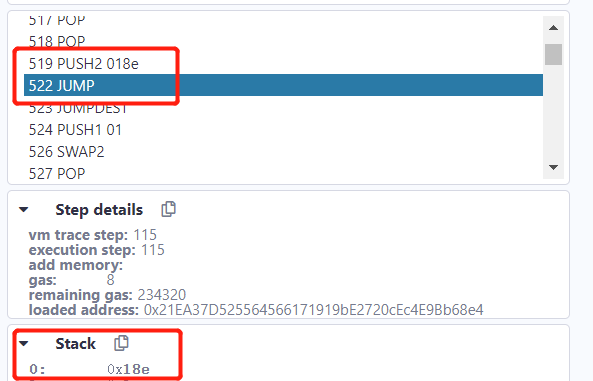 517 POP
518 POP
519 PUSH2 018e
522 JUMP
523 JUMPDEST
524 PUSH1 01
526 SWAP2
527 POP
Step details
vm trace step: 115
execution step: 115
add memory:
gas: 8
remaining gas: 234320
loaded address: 0x21EA37D525564566171919bE2720cEc4E9Bb68e4
Stack
0: 0x18e